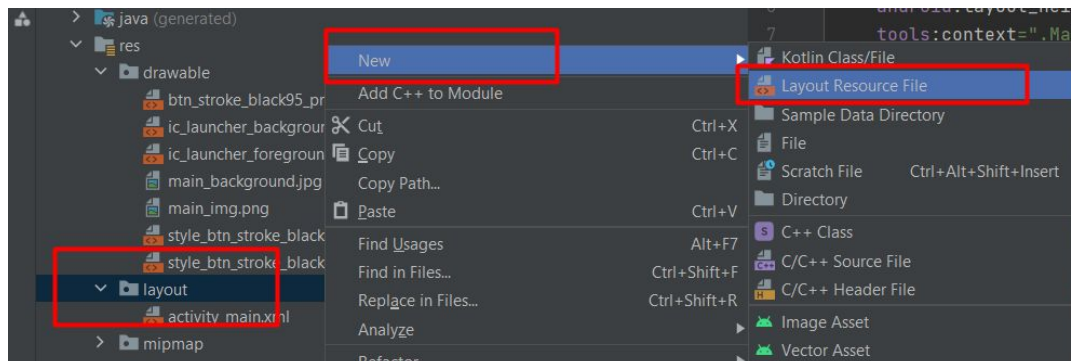 java (generated)
res
drawable
btn_stroke_black95_pr
ic_launcher_backgrour
ic_launcher_foregroun
main_background.jpg
main_img.png
style_btn_stroke_black
style_btn_stroke_black
layout
activity_main.xml
mipmap
New
Add C++ to Module
Cut Ctrl+X
Copy Ctrl+C
Copy Path...
Paste Ctrl+V
Find Usages Alt+F7
Find in Files... Ctrl+Shift+F
Replace in Files... Ctrl+Shift+R
Analyze
Refactor
7 tools:context=".Ma
Kotlin Class/File
Layout Resource File
Sample Data Directory
File
Scratch File Ctrl+Alt+Shift+Insert
Directory
S C++ Class
C++ C/C++ Source File
H C/C++ Header File
Image Asset
Vector Asset